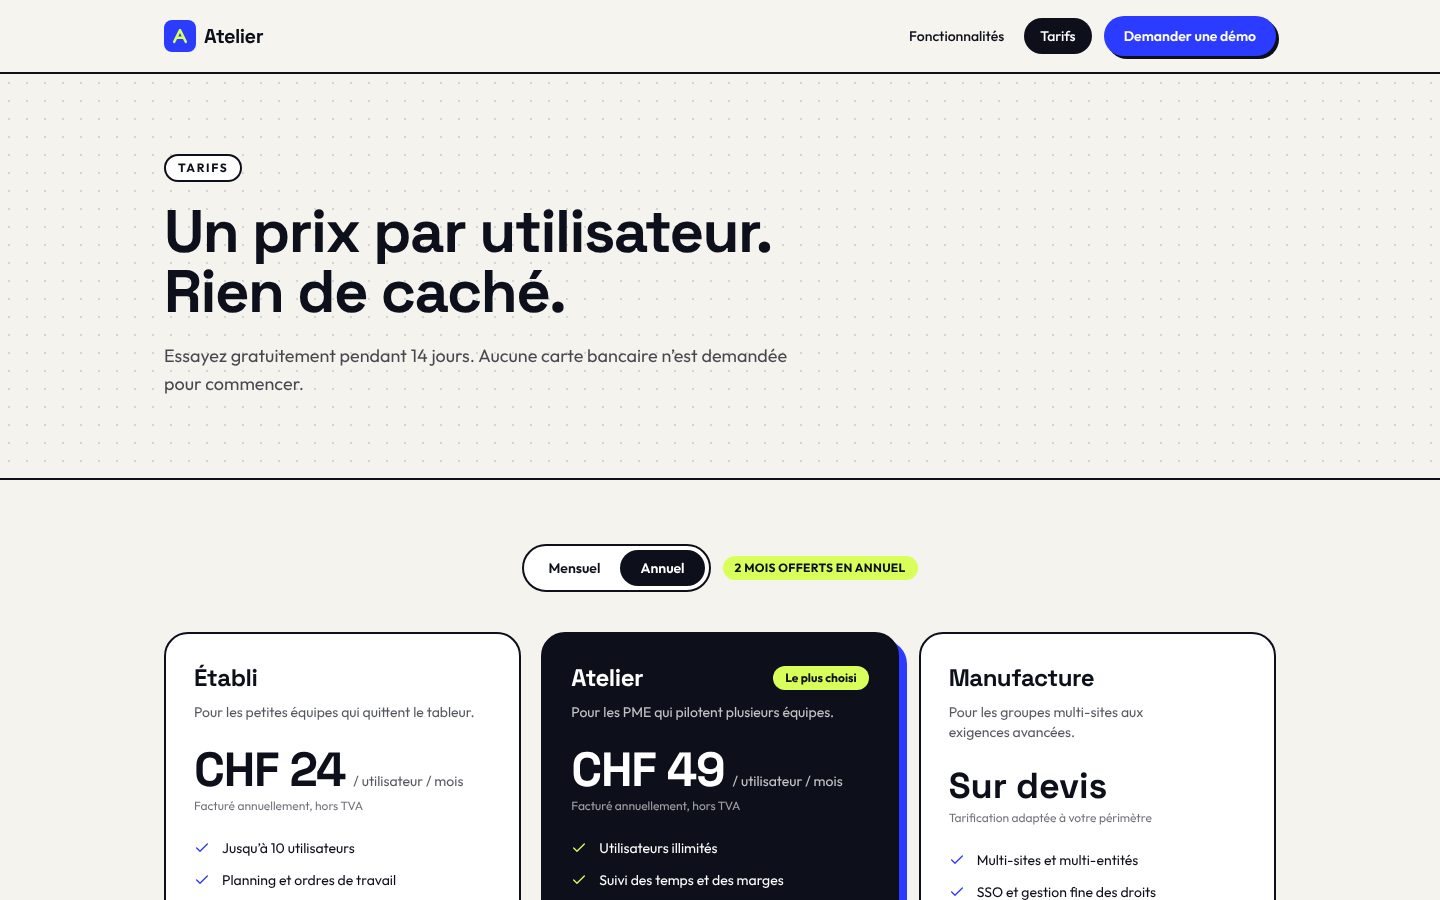 Atelier
Fonctionnalités
Tarifs
Demander une démo
TARIFS
Un prix par utilisateur.
Rien de caché.
Essayez gratuitement pendant 14 jours. Aucune carte bancaire n'est demandée
pour commencer.
Mensuel
Annuel
2 MOIS OFFERTS EN ANNUEL
Établi
Pour les petites équipes qui quittent le tableur.
CHF 24 / utilisateur / mois
Facturé annuellement, hors TVA
Jusqu'à 10 utilisateurs
Planning et ordres de travail
Atelier
Le plus choisi
Pour les PME qui pilotent plusieurs équipes.
CHF 49 / utilisateur / mois
Facturé annuellement, hors TVA
Utilisateurs illimités
Suivi des temps et des marges
Manufacture
Pour les groupes multi-sites aux
exigences avancées.
Sur devis
Tarification adaptée à votre périmètre
Multi-sites et multi-entités
SSO et gestion fine des droits